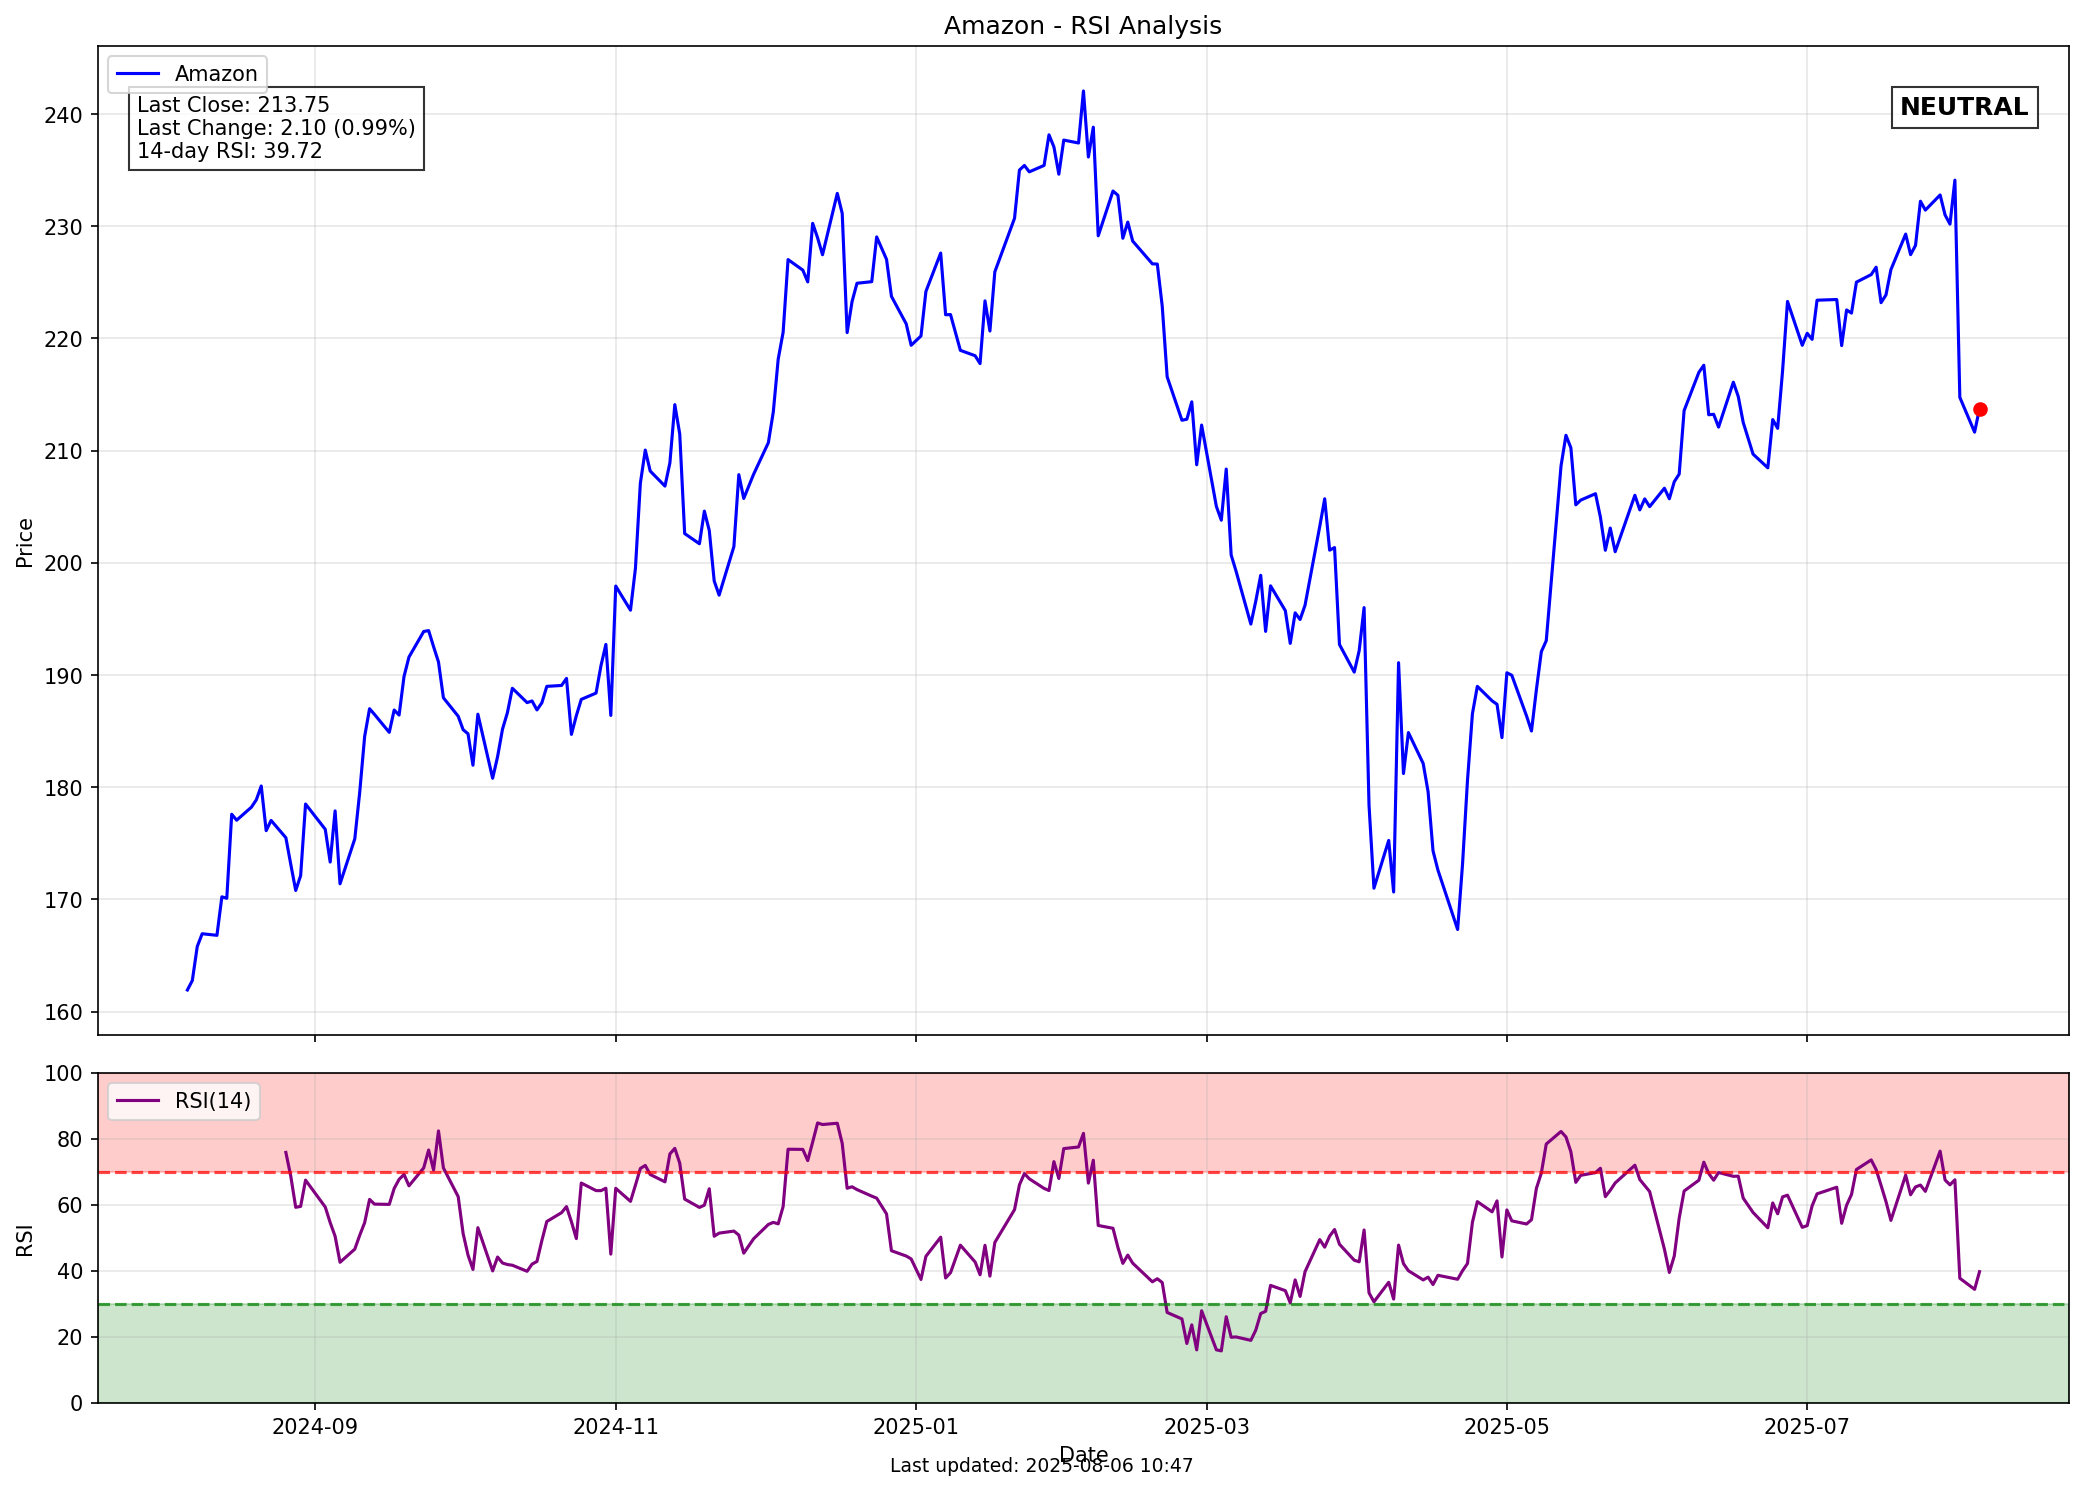 Amazon - RSI Analysis
Amazon
Last Close: 213.75
Last Change: 2.10 (0.99%)
14-day RSI: 39.72
NEUTRAL
Price
240
230
220
210
200
190
180
170
160
RSI(14)
RSI
100
80
60
40
20
0
2024-09
2024-11
2025-01
2025-03
2025-05
2025-07
Date
Last updated: 2025-08-06 10:47